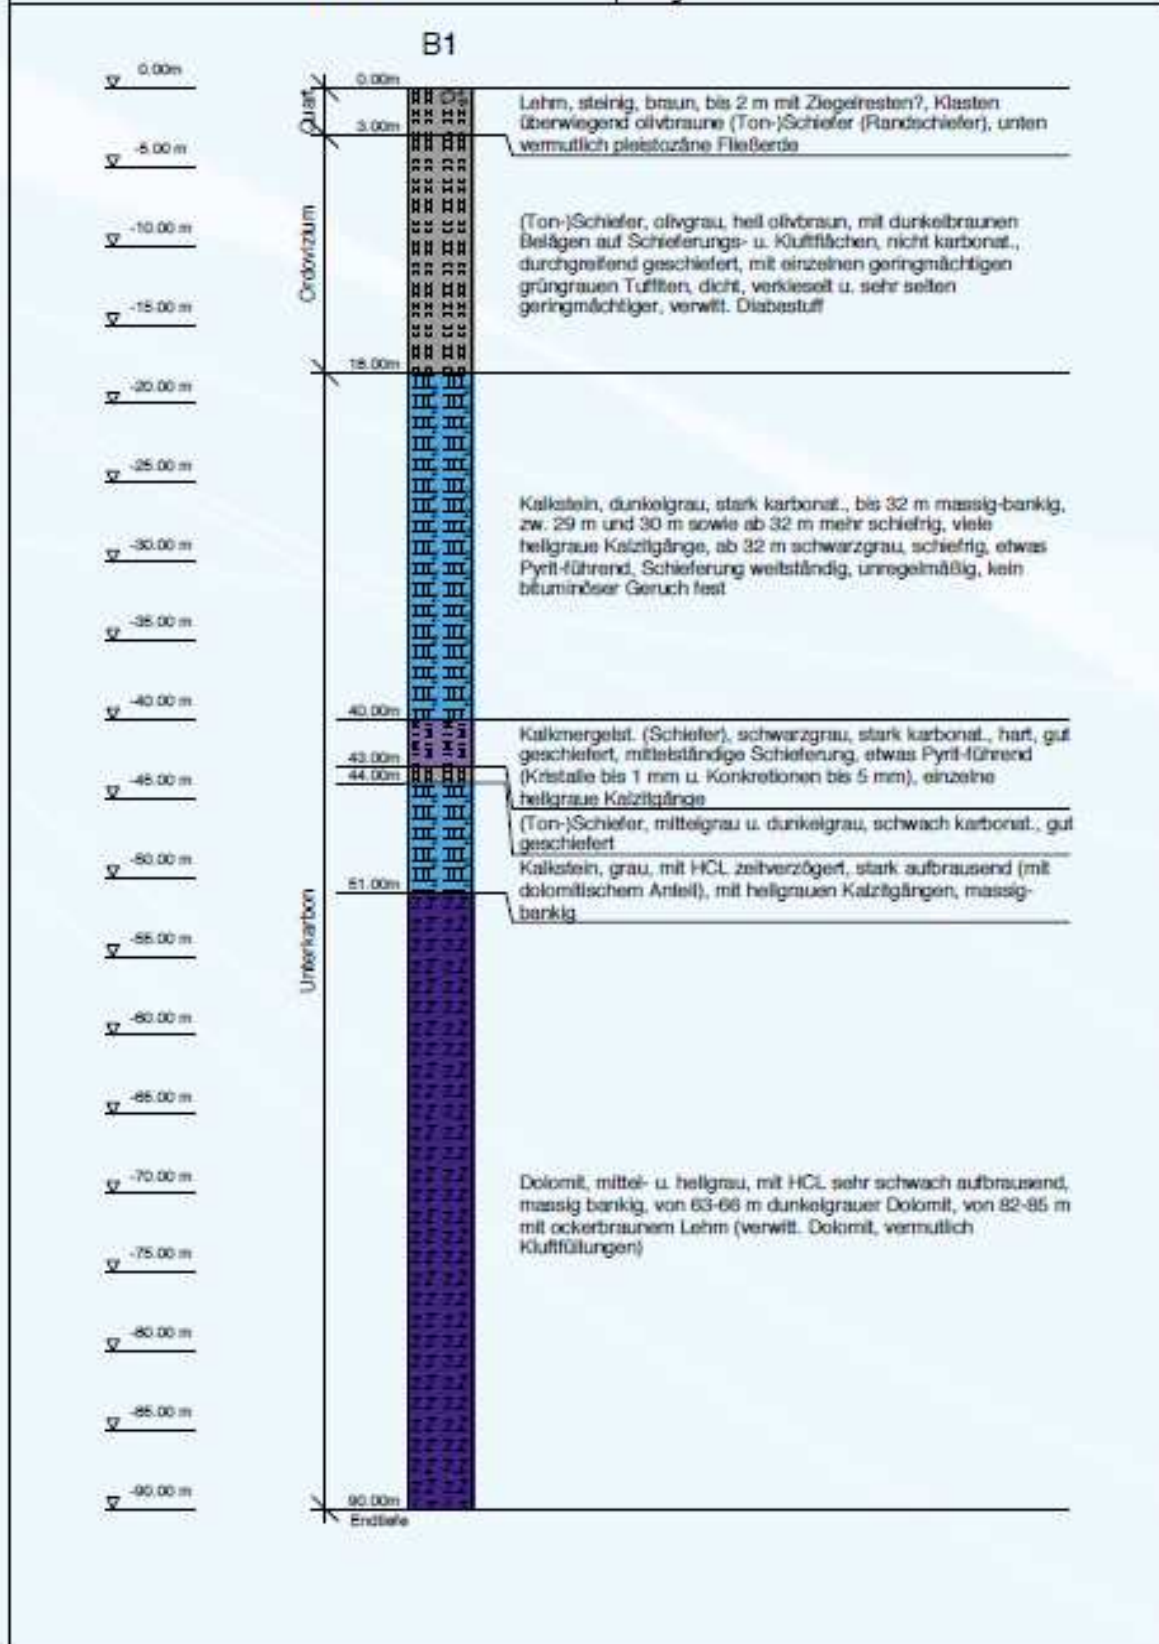 B1
0.00m
0.00m
Quart.
Lehm, steinig, braun, bis 2 m mit Ziegelresten?, Klasten
überwiegend olivbraune (Ton-)Schiefer (Randschiefer), unten
vermutlich pleistozäne Fließerde
3.00m
-5.00 m
-10.00 m
Ordovizium
(Ton-)Schiefer, olivgrau, hell olivbraun, mit dunkelbraunen
Belägen auf Schieferungs- u. Kluftflächen, nicht karbonat.,
durchgreifend geschiefert, mit einzelnen geringmächtigen
grüngrauen Tuffiten, dicht, verkieselt u. sehr selten
geringmächtiger, verwitt. Diabastuff
-15.00 m
18.00m
-20.00 m
-25.00 m
Kalkstein, dunkelgrau, stark karbonat., bis 32 m massig-bankig,
zw. 29 m und 30 m sowie ab 32 m mehr schiefrig, viele
hellgraue Kalzitgänge, ab 32 m schwarzgrau, schiefrig, etwas
Pyrit-führend, Schieferung weitständig, unregelmäßig, kein
bituminöser Geruch fest
-30.00 m
-35.00 m
-40.00 m
40.00m
Kalkmergelst. (Schiefer), schwarzgrau, stark karbonat., hart, gut
geschiefert, mittelständige Schieferung, etwas Pyrit-führend
(Kristalle bis 1 mm u. Konkretionen bis 5 mm), einzelne
hellgraue Kalzitgänge
43.00m
44.00m
-45.00 m
(Ton-)Schiefer, mittelgrau u. dunkelgrau, schwach karbonat., gut
geschiefert
-50.00 m
Kalkstein, grau, mit HCL zeitverzögert, stark aufbrausend (mit
dolomitischem Anteil), mit hellgrauen Kalzitgängen, massig-
bankig
51.00m
Unterkarbon
-55.00 m
-60.00 m
-65.00 m
-70.00 m
Dolomit, mittel- u. hellgrau, mit HCL sehr schwach aufbrausend,
massig bankig, von 63-66 m dunkelgrauer Dolomit, von 82-85 m
mit ockerbraunem Lehm (verwitt. Dolomit, vermutlich
Kluftfüllungen)
-75.00 m
-80.00 m
-85.00 m
-90.00 m
90.00m
Endtiefe